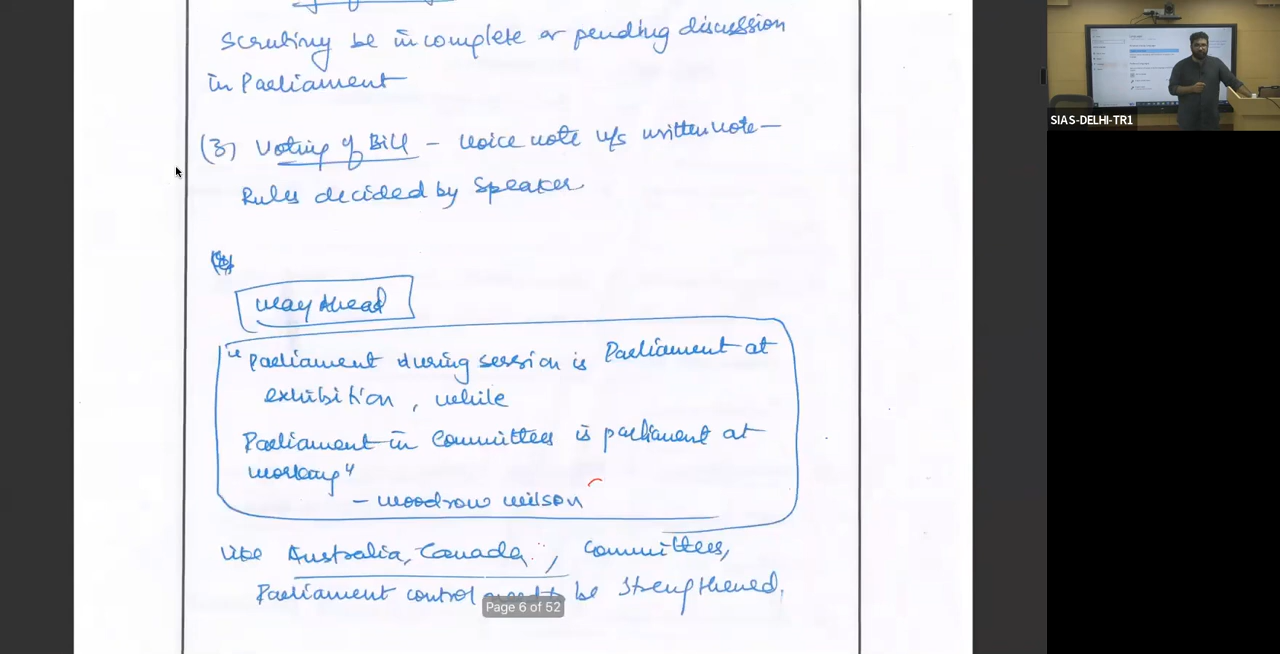 Scrutiny be incomplete or pending discussion
in Parliament
(3) Voting of Bill – voice vote v/s written vote –
Rules decided by Speaker
Way Ahead
"Parliament during session is Parliament at
exhibition, while
Parliament in Committees is parliament at
working"
– Woodrow Wilson
Like Australia, Canada, Committees,
Parliament control need to be strengthened.
Page 6 of 52
SIAS-DELHI-TR1